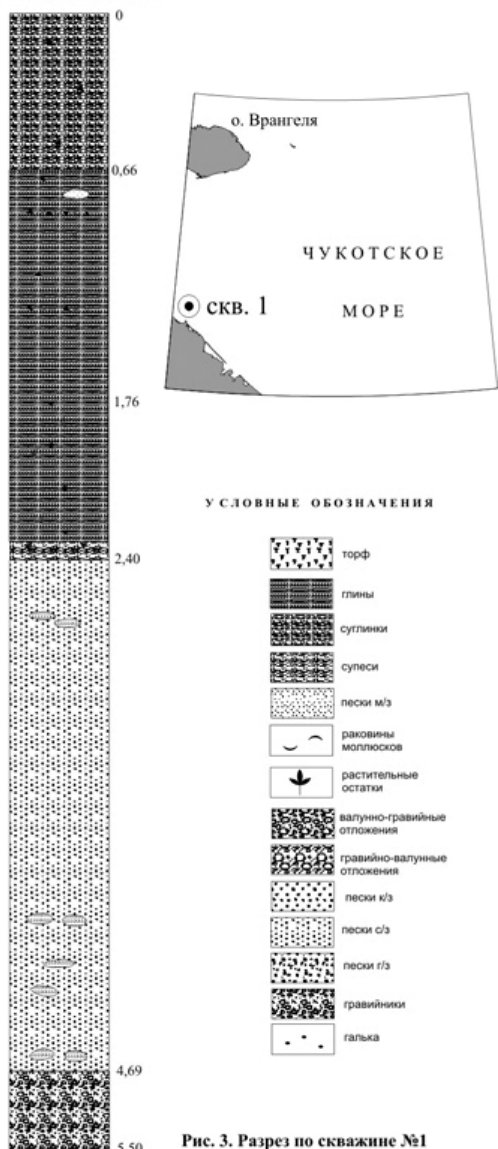 0
0,66
1,76
2,40
4,69
5,50
о. Врангеля
ЧУКОТСКОЕ
МОРЕ
скв. 1
УСЛОВНЫЕ ОБОЗНАЧЕНИЯ
торф
глины
суглинки
супеси
пески м/з
раковины
моллюсков
растительные
остатки
валунно-гравийные
отложения
гравийно-валунные
отложения
пески к/з
пески с/з
пески г/з
гравийники
галька
Рис. 3. Разрез по скважине №1